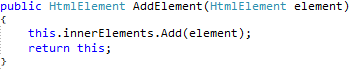 public HtmlElement AddElement(HtmlElement element)
{
    this.innerElements.Add(element);
    return this;
}